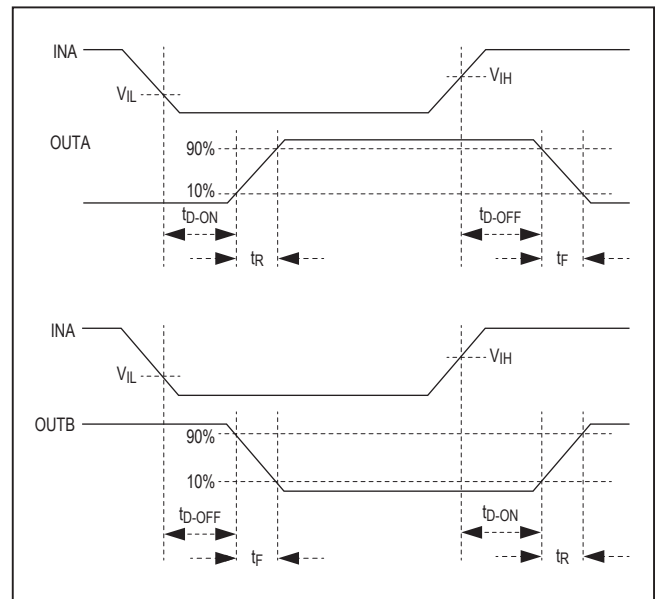 INA
VIL
VIH
OUTA
90%
10%
tD-ON
tD-OFF
tR
tF
INA
VIL
VIH
OUTB
90%
10%
tD-OFF
tD-ON
tF
tR